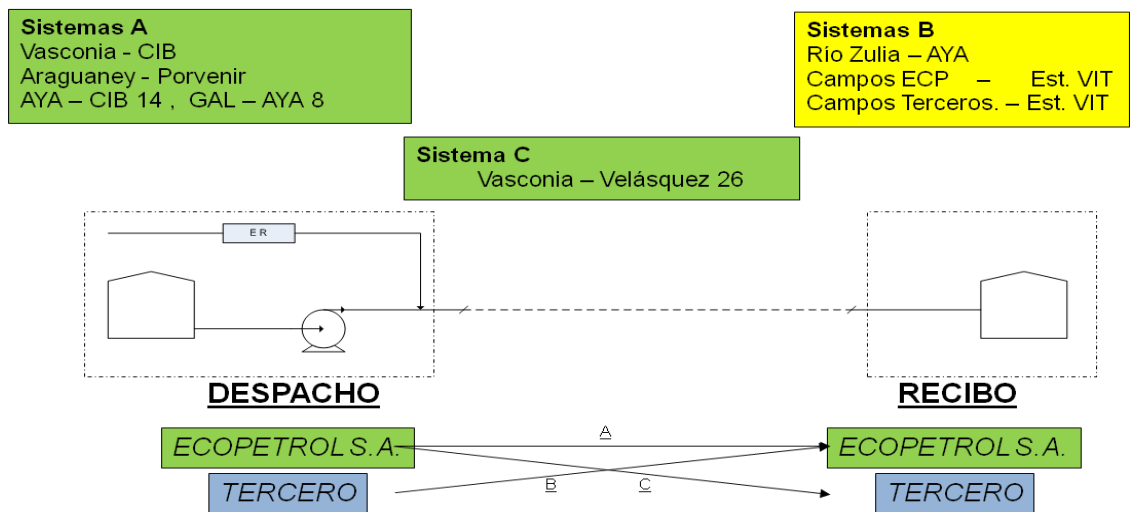 Sistemas A
Vasconia - CIB
Araguaney - Porvenir
AYA – CIB 14 , GAL – AYA 8
Sistemas B
Río Zulia – AYA
Campos ECP – Est. VIT
Campos Terceros. – Est. VIT
Sistema C
Vasconia – Velásquez 26
E R
DESPACHO
RECIBO
ECOPETROL S. A.
A
ECOPETROL S. A.
TERCERO
B
C
TERCERO